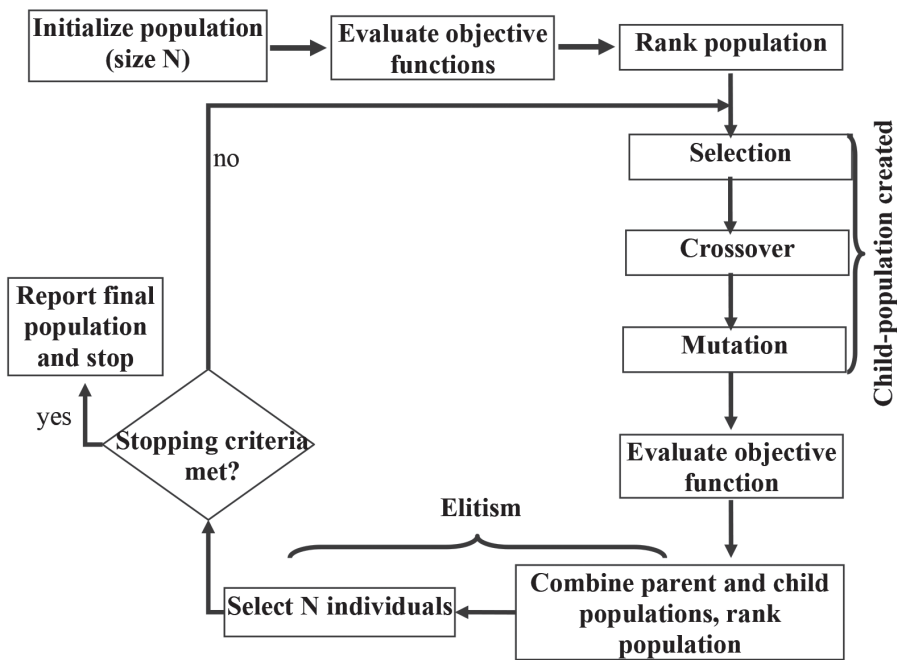 Initialize population
(size N)
Evaluate objective
functions
Rank population
no
Selection
Crossover
Mutation
Child-population created
Report final
population
and stop
yes
Stopping criteria
met?
Evaluate objective
function
Elitism
Select N individuals
Combine parent and child
populations, rank
population